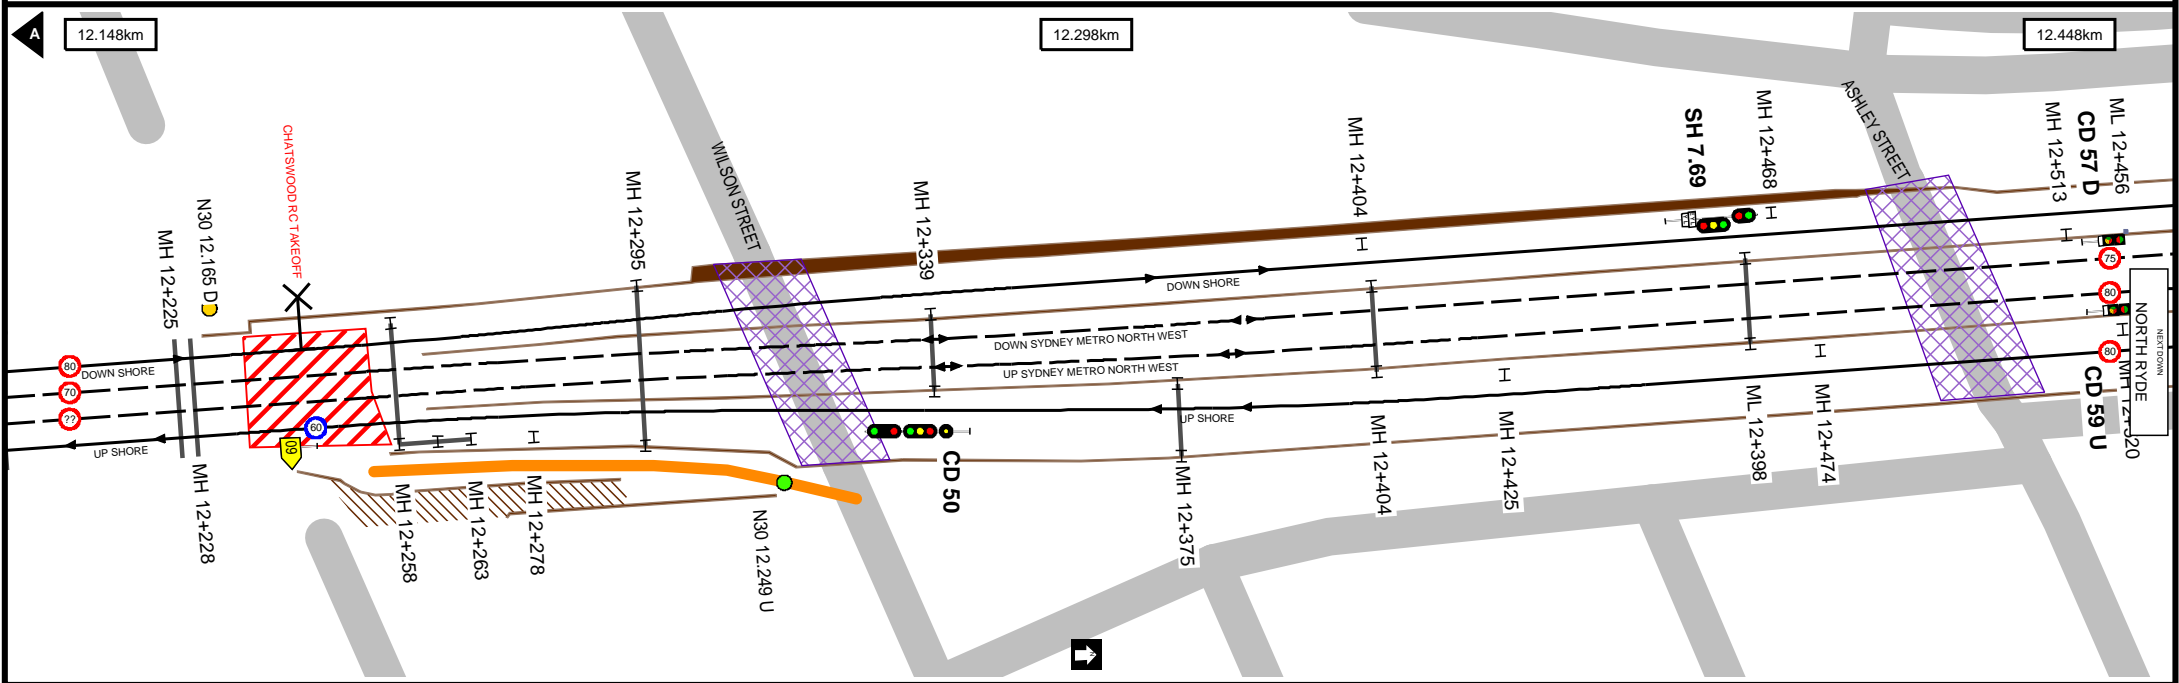 A
12.148km
12.298km
12.448km
CHATSWOOD RC TAKEOFF
N30 12.165 D
MH 12+225
MH 12+228
80
DOWN SHORE
70
??
UP SHORE
60
60
MH 12+258
MH 12+263
MH 12+278
MH 12+295
WILSON STREET
N30 12.249 U
MH 12+339
CD 50
DOWN SYDNEY METRO NORTH WEST
UP SYDNEY METRO NORTH WEST
DOWN SHORE
UP SHORE
MH 12+375
MH 12+404
MH 12+404
MH 12+425
SH 7.69
MH 12+468
ML 12+398
MH 12+474
ASHLEY STREET
MH 12+513
CD 57 D
ML 12+456
75
80
80
CD 59 U
NORTH RYDE
NEXT DOWN